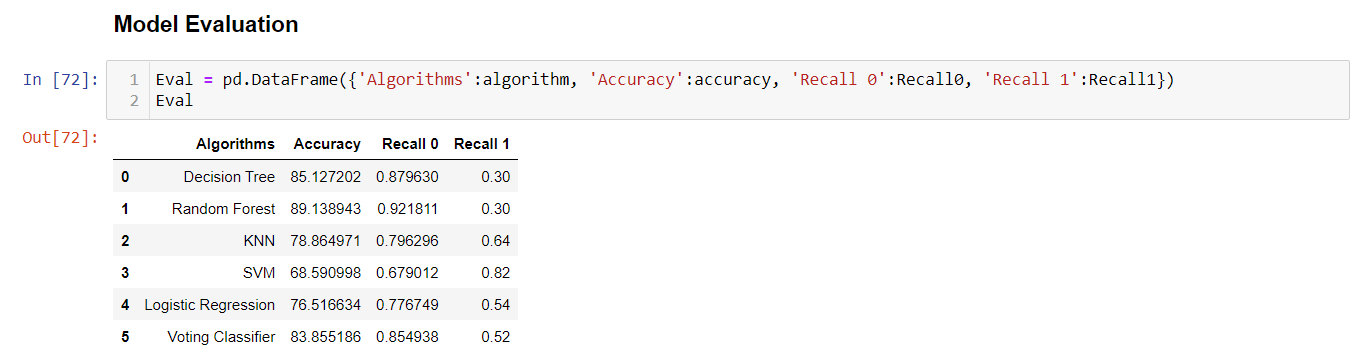 Model Evaluation
In [72]:
1 Eval = pd.DataFrame({'Algorithms':algorithm, 'Accuracy':accuracy, 'Recall 0':Recall0, 'Recall 1':Recall1})
2 Eval
Out[72]:
Algorithms Accuracy Recall 0 Recall 1
0 Decision Tree 85.127202 0.879630 0.30
1 Random Forest 89.138943 0.921811 0.30
2 KNN 78.864971 0.796296 0.64
3 SVM 68.590998 0.679012 0.82
4 Logistic Regression 76.516634 0.776749 0.54
5 Voting Classifier 83.855186 0.854938 0.52